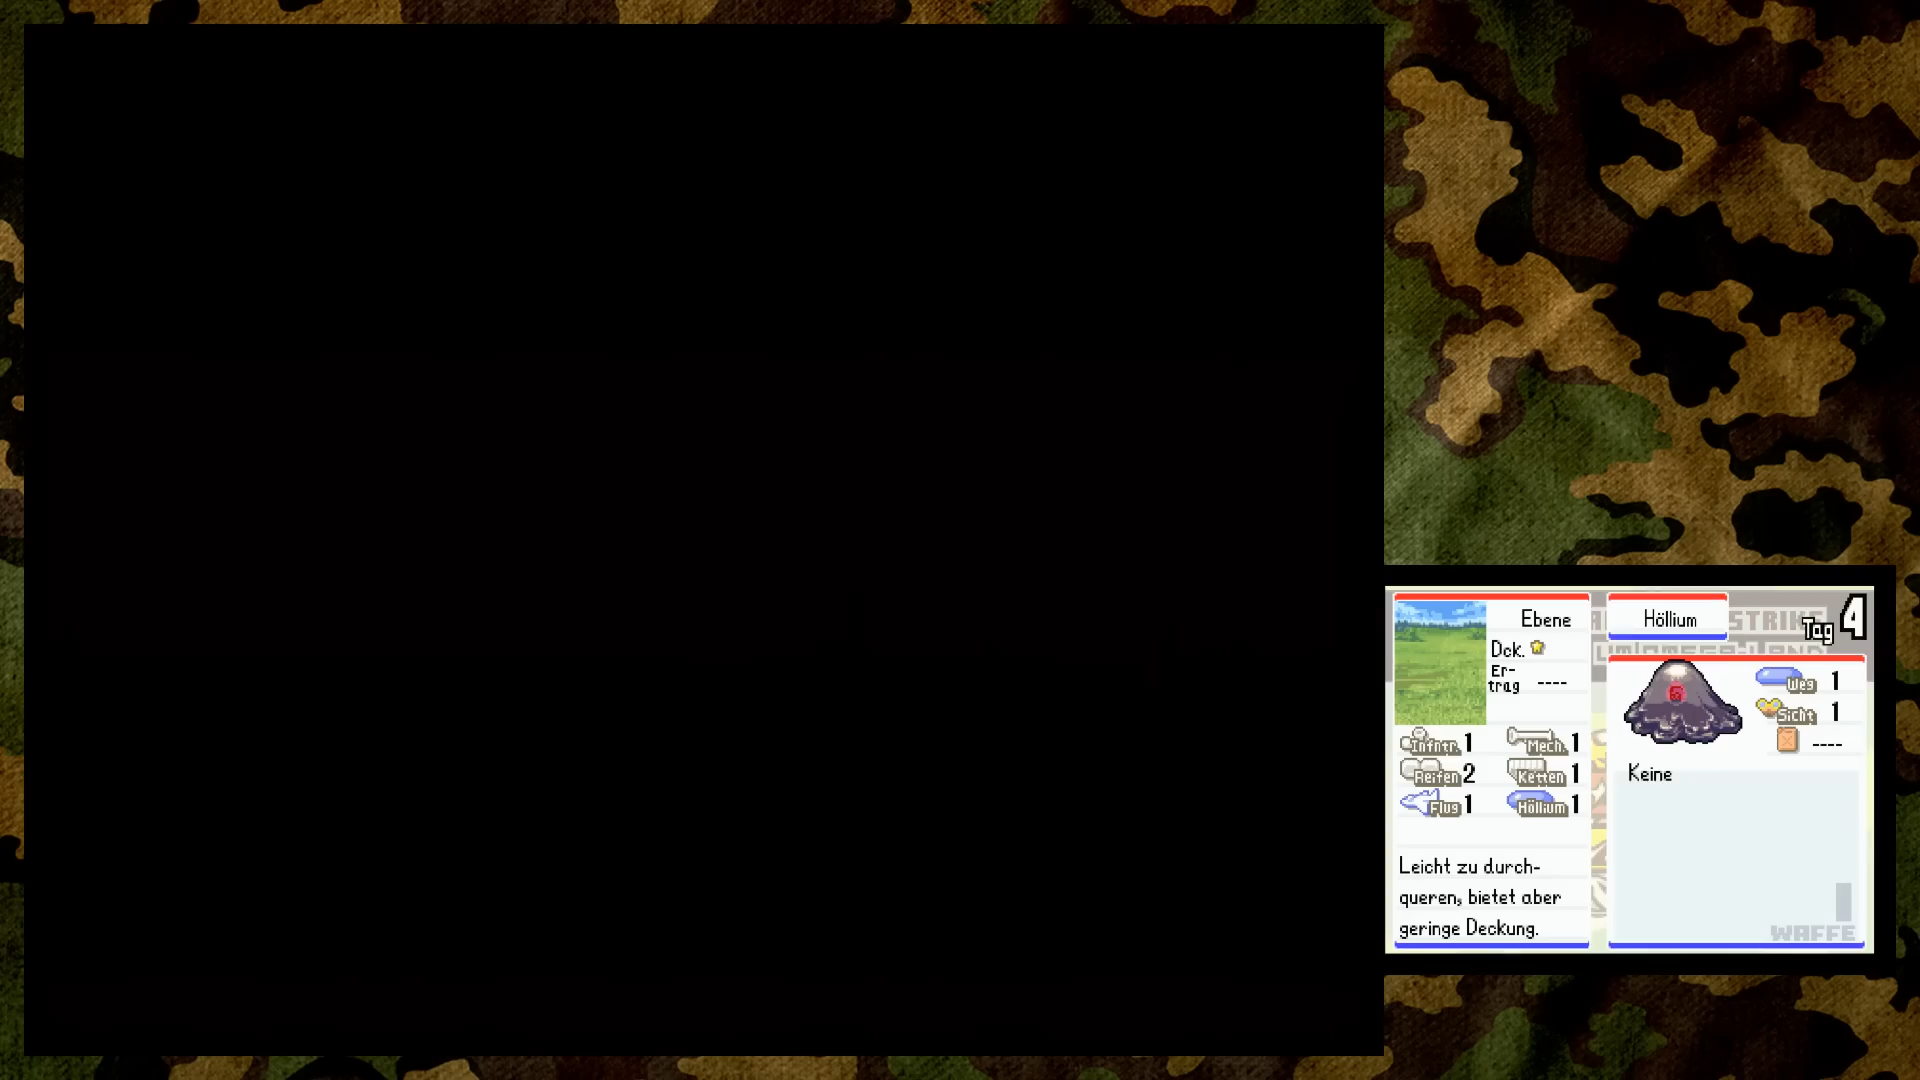 Ebene
Dck.
Er-
trag ----
Infntr. 1
Mech. 1
Reifen 2
Ketten 1
Flug 1
Höllium 1
Leicht zu durch-
queren, bietet aber
geringe Deckung.
Höllium
STRIKE
Tag 4
Weg 1
Sicht 1
----
Keine
WAFFE